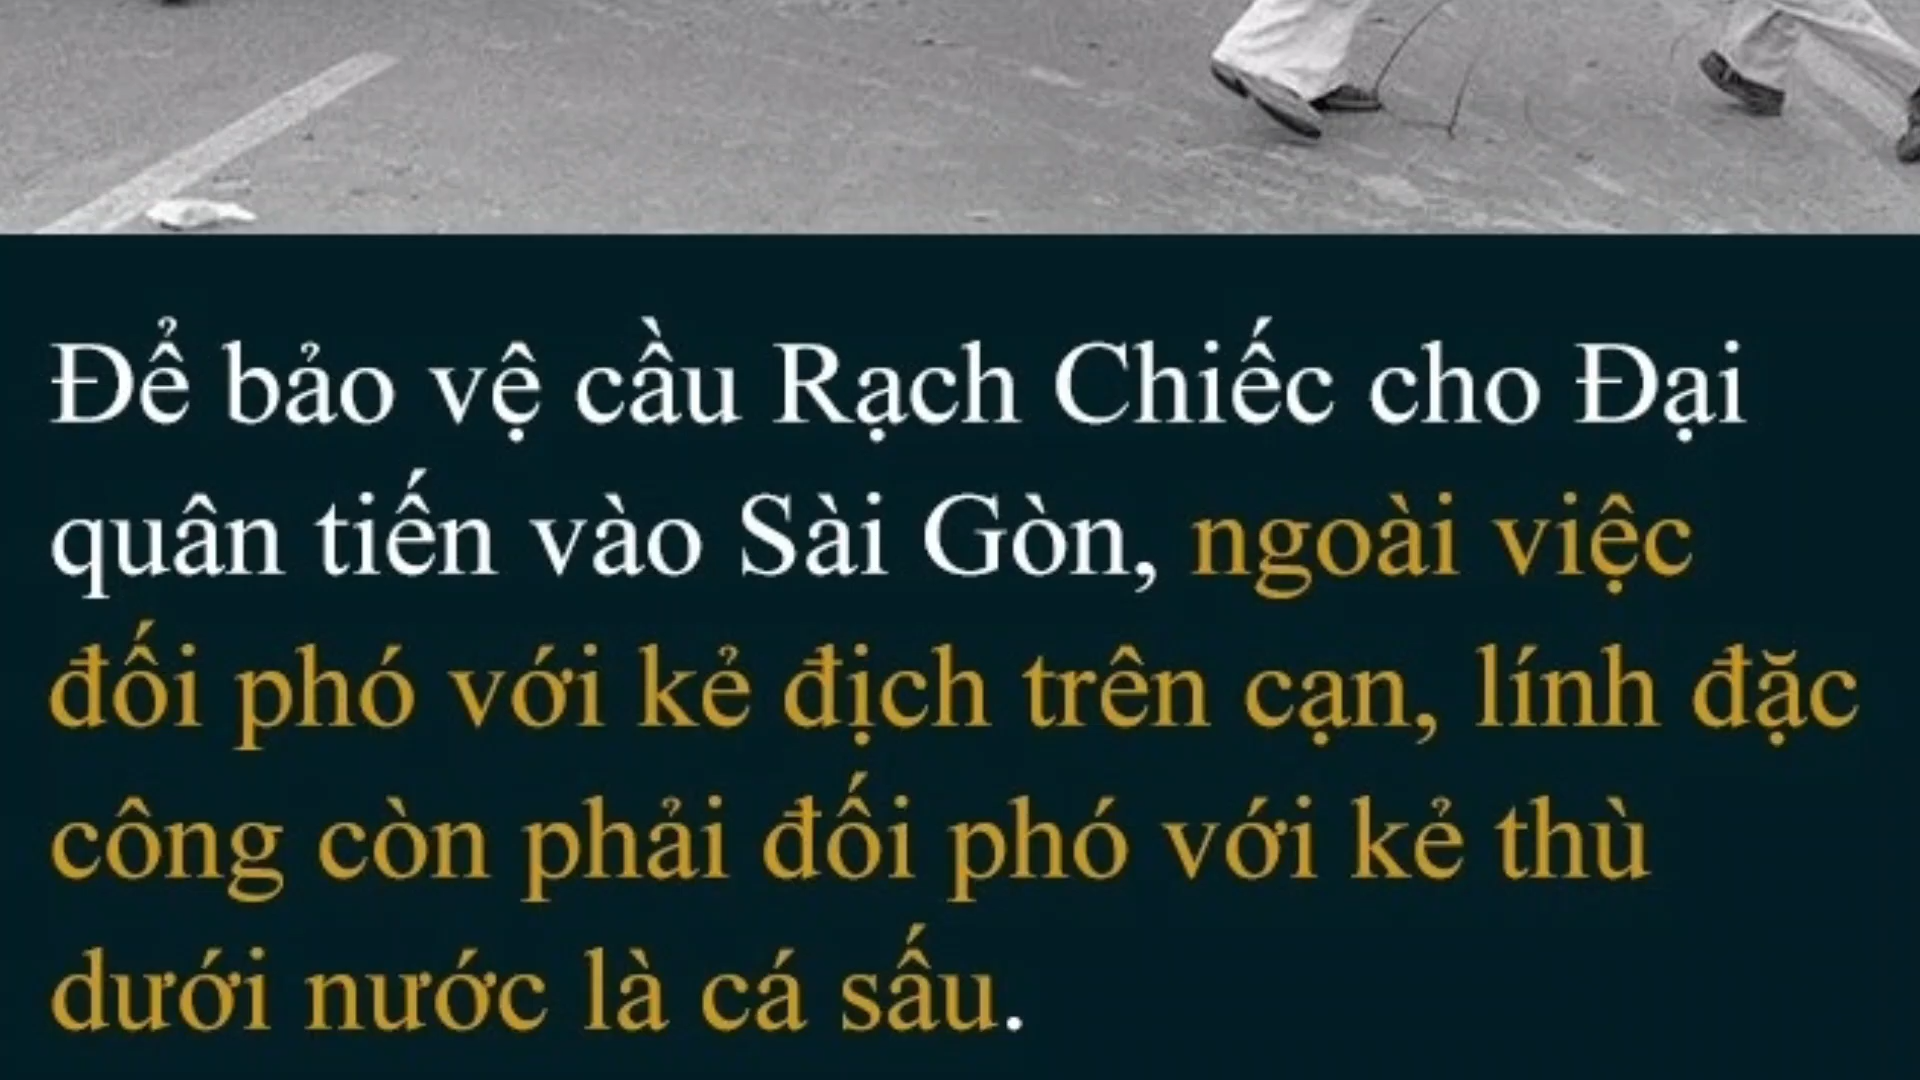 Để bảo vệ cầu Rạch Chiếc cho Đại
quân tiến vào Sài Gòn, ngoài việc
đối phó với kẻ địch trên cạn, lính đặc
công còn phải đối phó với kẻ thù
dưới nước là cá sấu.